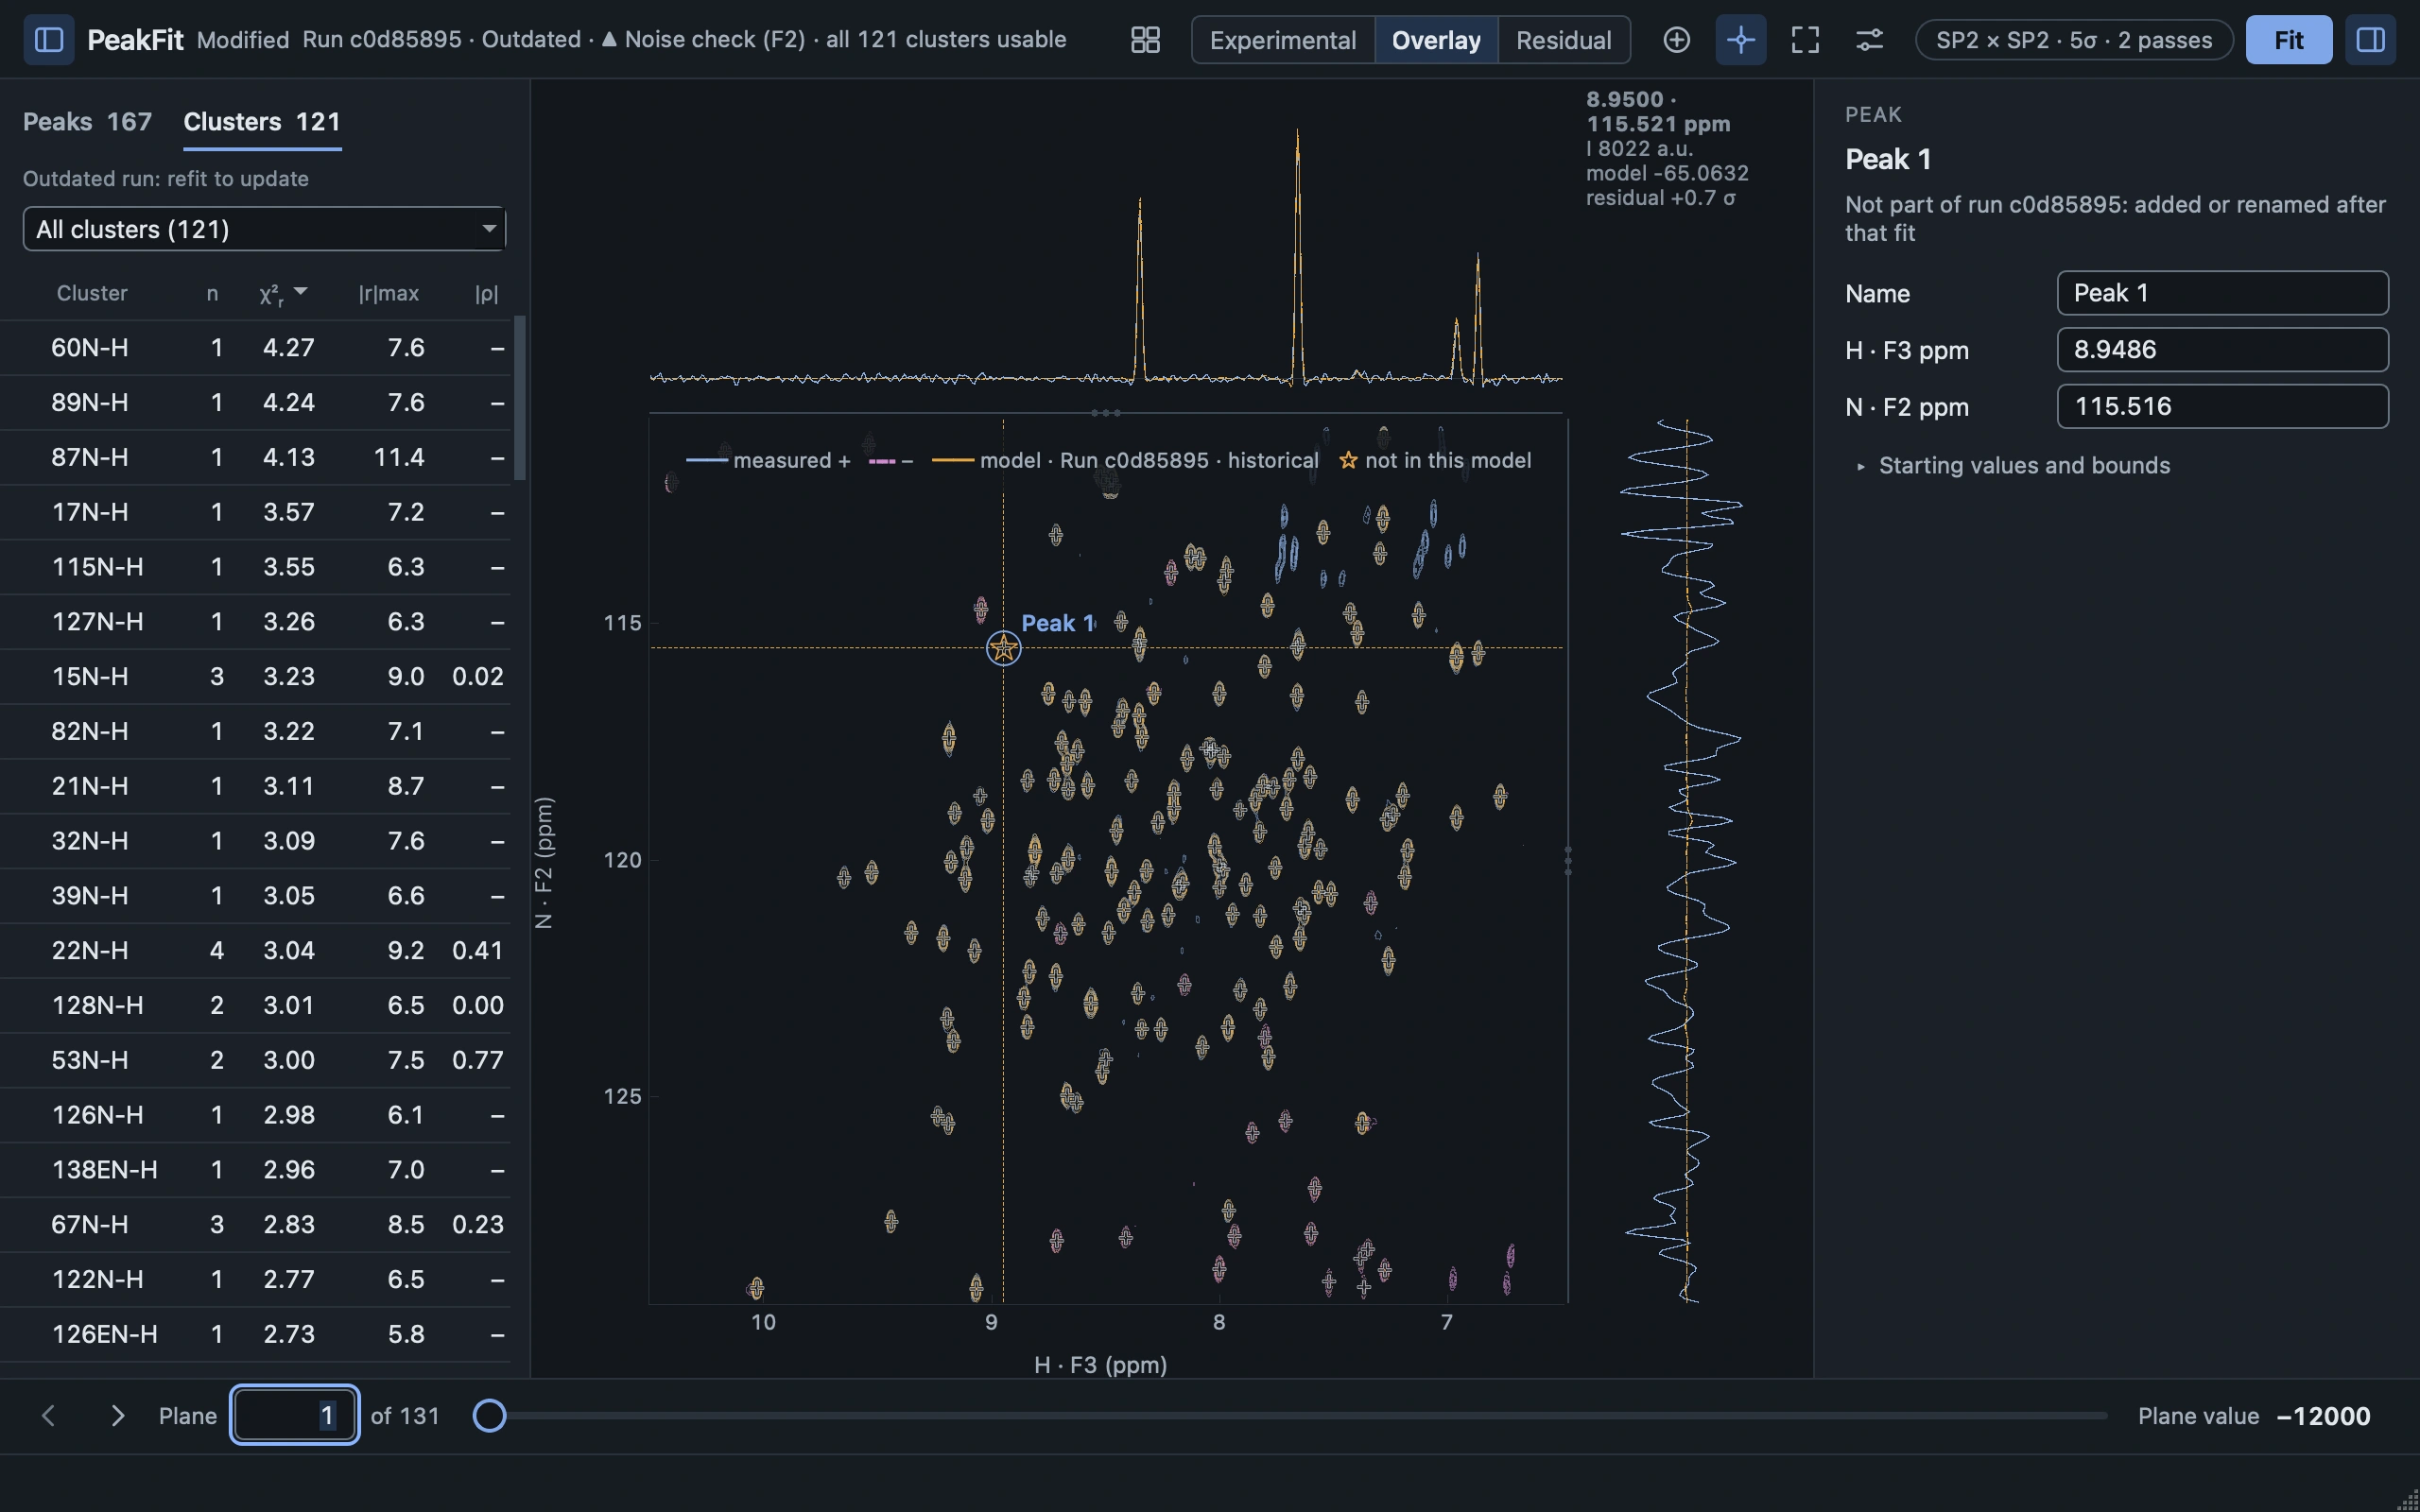 PeakFit Modified Run c0d85895 · Outdated · ▲ Noise check (F2) · all 121 clusters usable
Experimental Overlay Residual
SP2 × SP2 · 5σ · 2 passes
Fit
Peaks 167 Clusters 121
Outdated run: refit to update
All clusters (121)
Cluster n χ²r |r|max |ρ|
60N-H 1 4.27 7.6 –
89N-H 1 4.24 7.6 –
87N-H 1 4.13 11.4 –
17N-H 1 3.57 7.2 –
115N-H 1 3.55 6.3 –
127N-H 1 3.26 6.3 –
15N-H 3 3.23 9.0 0.02
82N-H 1 3.22 7.1 –
21N-H 1 3.11 8.7 –
32N-H 1 3.09 7.6 –
39N-H 1 3.05 6.6 –
22N-H 4 3.04 9.2 0.41
128N-H 2 3.01 6.5 0.00
53N-H 2 3.00 7.5 0.77
126N-H 1 2.98 6.1 –
138EN-H 1 2.96 7.0 –
67N-H 3 2.83 8.5 0.23
122N-H 1 2.77 6.5 –
126EN-H 1 2.73 5.8 –
8.9500 ·
115.521 ppm
I 8022 a.u.
model -65.0632
residual +0.7 σ
measured + – model · Run c0d85895 · historical not in this model
Peak 1
115
120
125
N · F2 (ppm)
10 9 8 7
H · F3 (ppm)
PEAK
Peak 1
Not part of run c0d85895: added or renamed after
that fit
Name Peak 1
H · F3 ppm 8.9486
N · F2 ppm 115.516
▸ Starting values and bounds
Plane 1 of 131
Plane value −12000